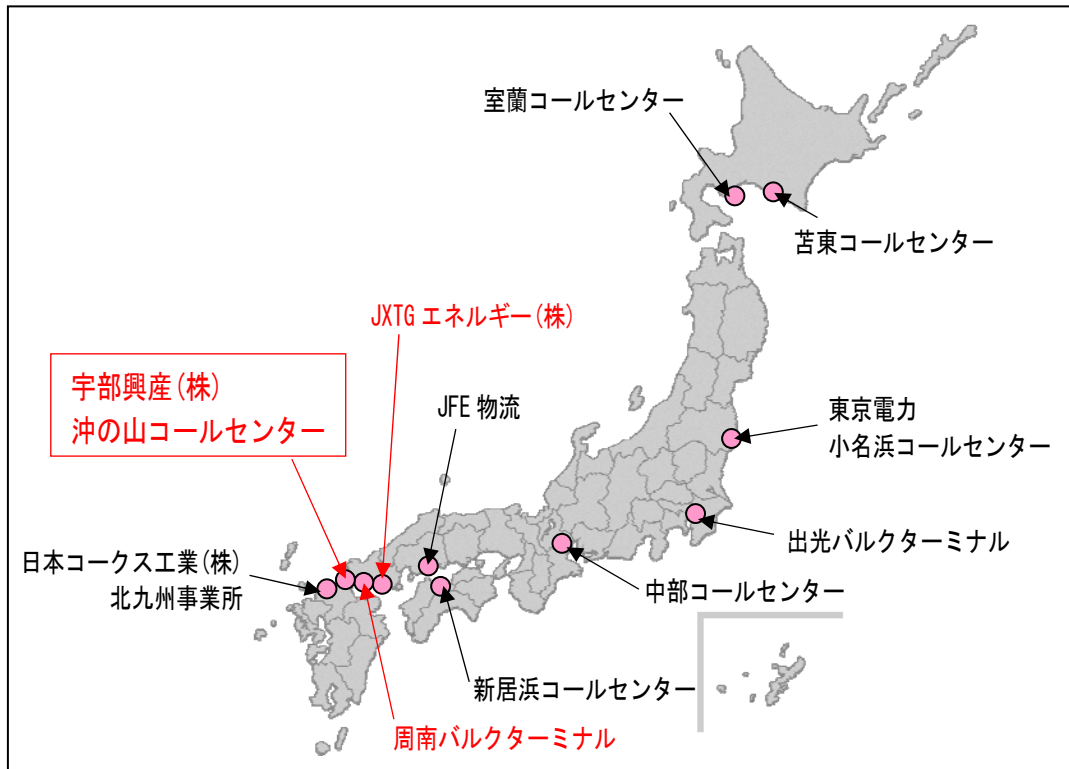 室蘭コールセンター
苫東コールセンター
JXTG エネルギー(株)
宇部興産(株)
沖の山コールセンター
JFE 物流
東京電力
小名浜コールセンター
出光バルクターミナル
日本コークス工業(株)
北九州事業所
中部コールセンター
新居浜コールセンター
周南バルクターミナル